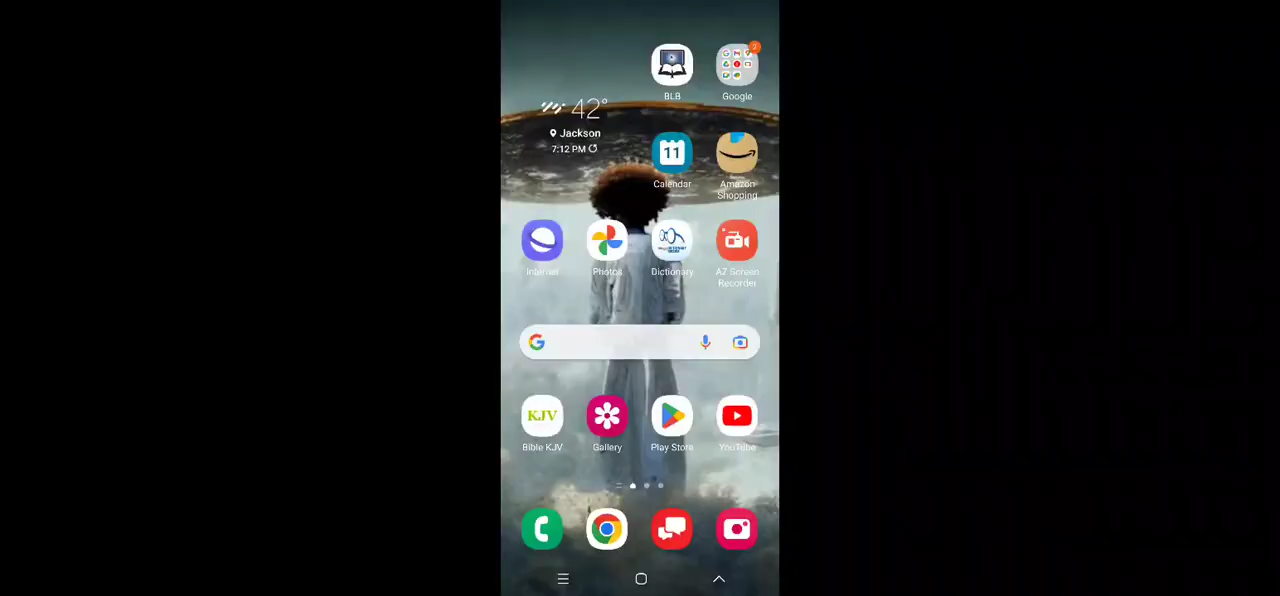 BLB
Google
2
42°
Jackson
7:12 PM
11
Calendar
Amazon
Shopping
Internet
Photos
Dictionary
AZ Screen
Recorder
KJV
Bible KJV
Gallery
Play Store
YouTube